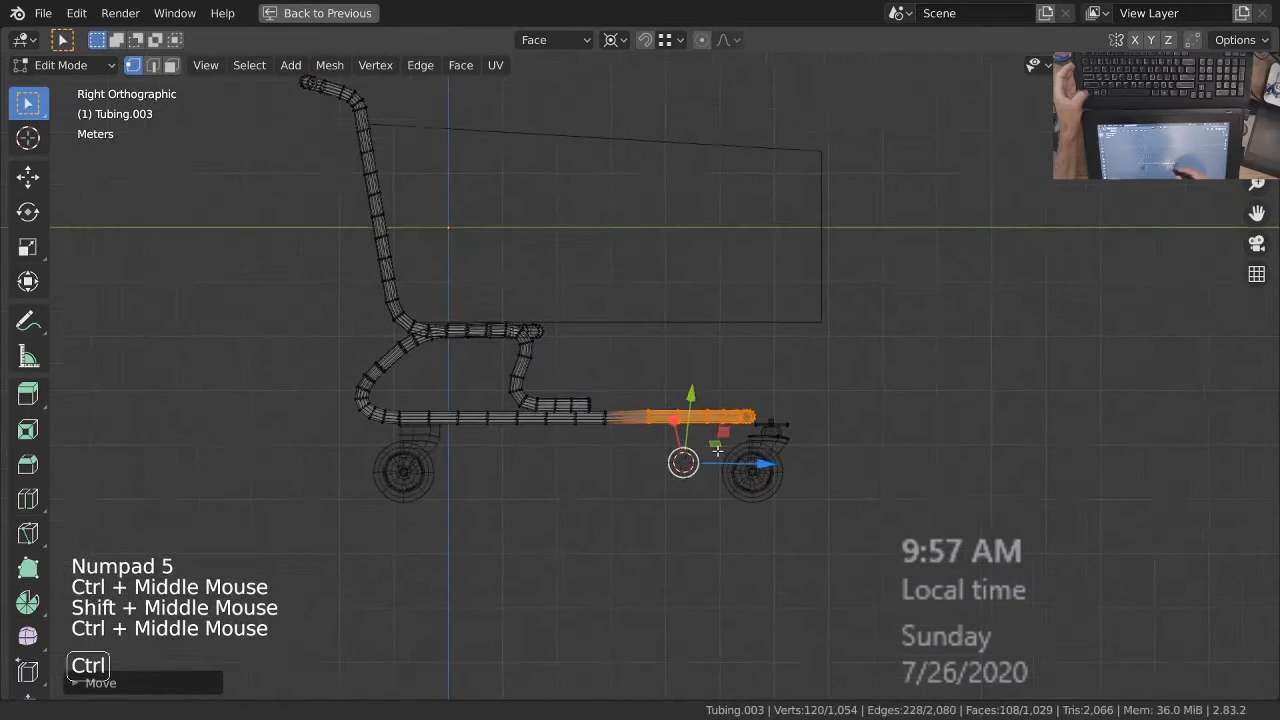 File Edit Render Window Help Back to Previous Scene View Layer
Face X Y Z Options
Edit Mode View Select Add Mesh Vertex Edge Face UV
Right Orthographic
(1) Tubing.003
Meters
Numpad 5
Ctrl + Middle Mouse
Shift + Middle Mouse
Ctrl + Middle Mouse
Ctrl
Move
9:57 AM
Local time
Sunday
7/26/2020
Tubing.003 | Verts:120/1,054 | Edges:228/2,080 | Faces:108/1,029 | Tris:2,066 | Mem: 36.0 MiB | 2.83.2